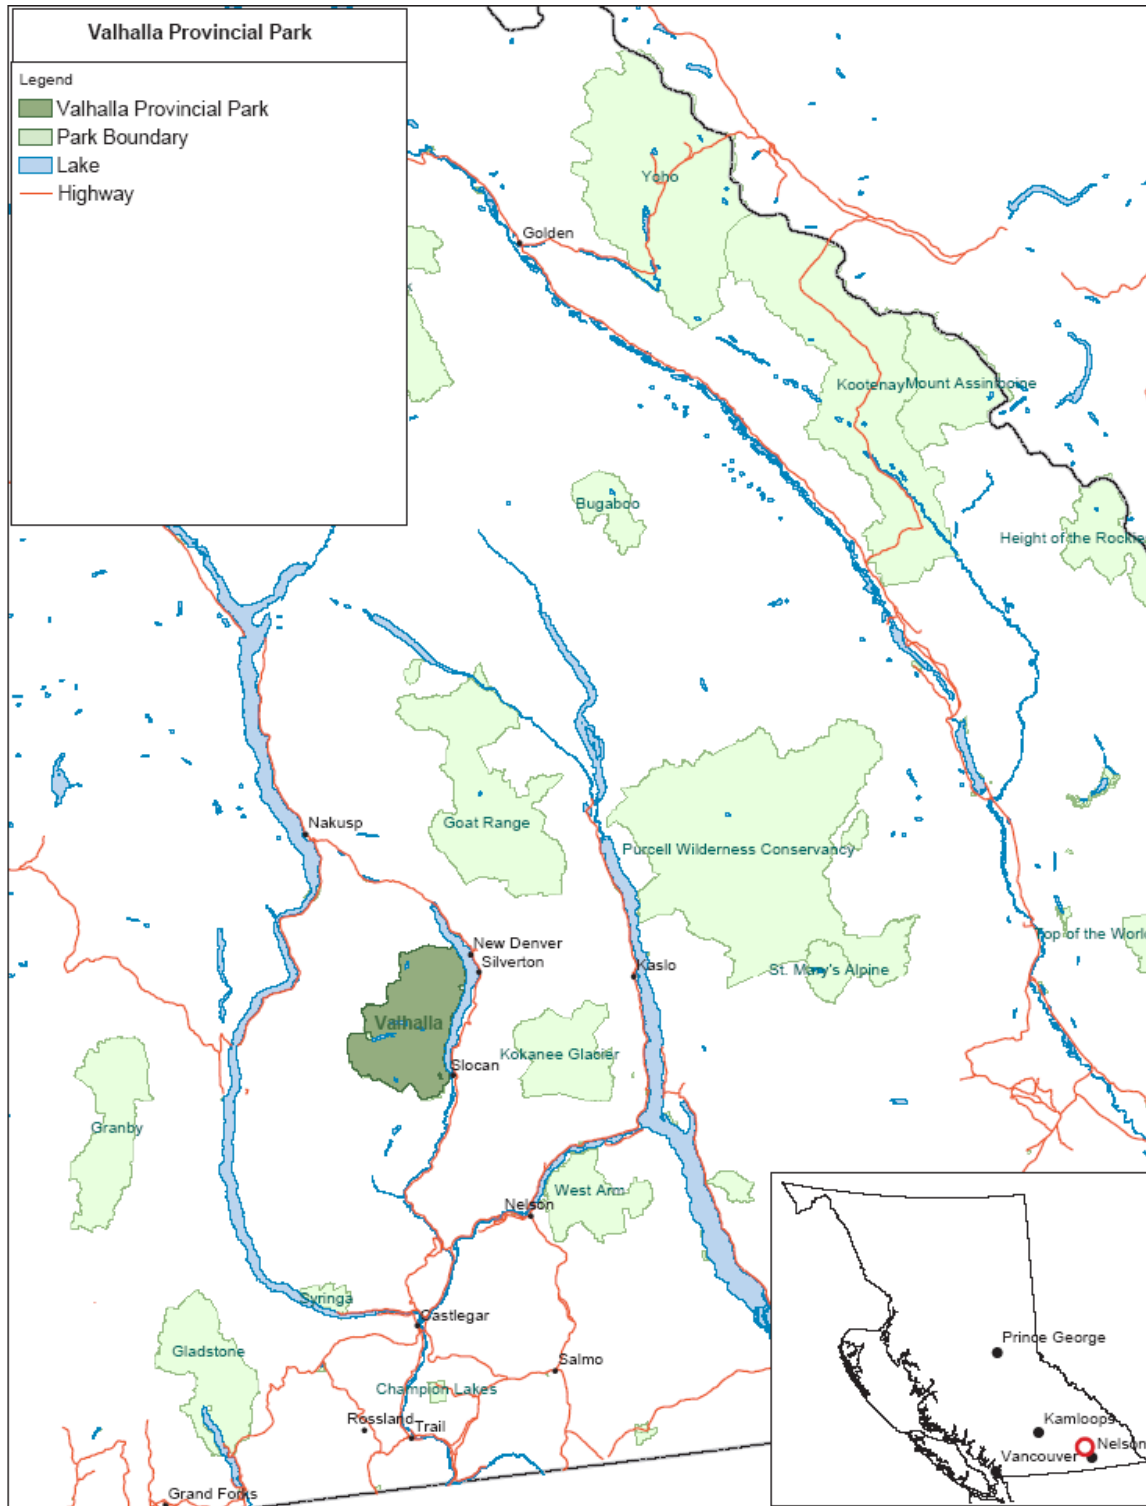 Valhalla Provincial Park
Legend
Valhalla Provincial Park
Park Boundary
Lake
Highway
Yoho
Golden
Kootenay
Mount Assiniboine
Bugaboo
Height of the Rockies
Nakusp
Goat Range
Purcell Wilderness Conservancy
New Denver
Silverton
Top of the World
Kaslo
St. Mary's Alpine
Valhalla
Kokanee Glacier
Slocan
Granby
West Arm
Nelson
Syringa
Castlegar
Gladstone
Salmo
Champion Lakes
Rossland
Trail
Grand Forks
Prince George
Kamloops
Nelson
Vancouver